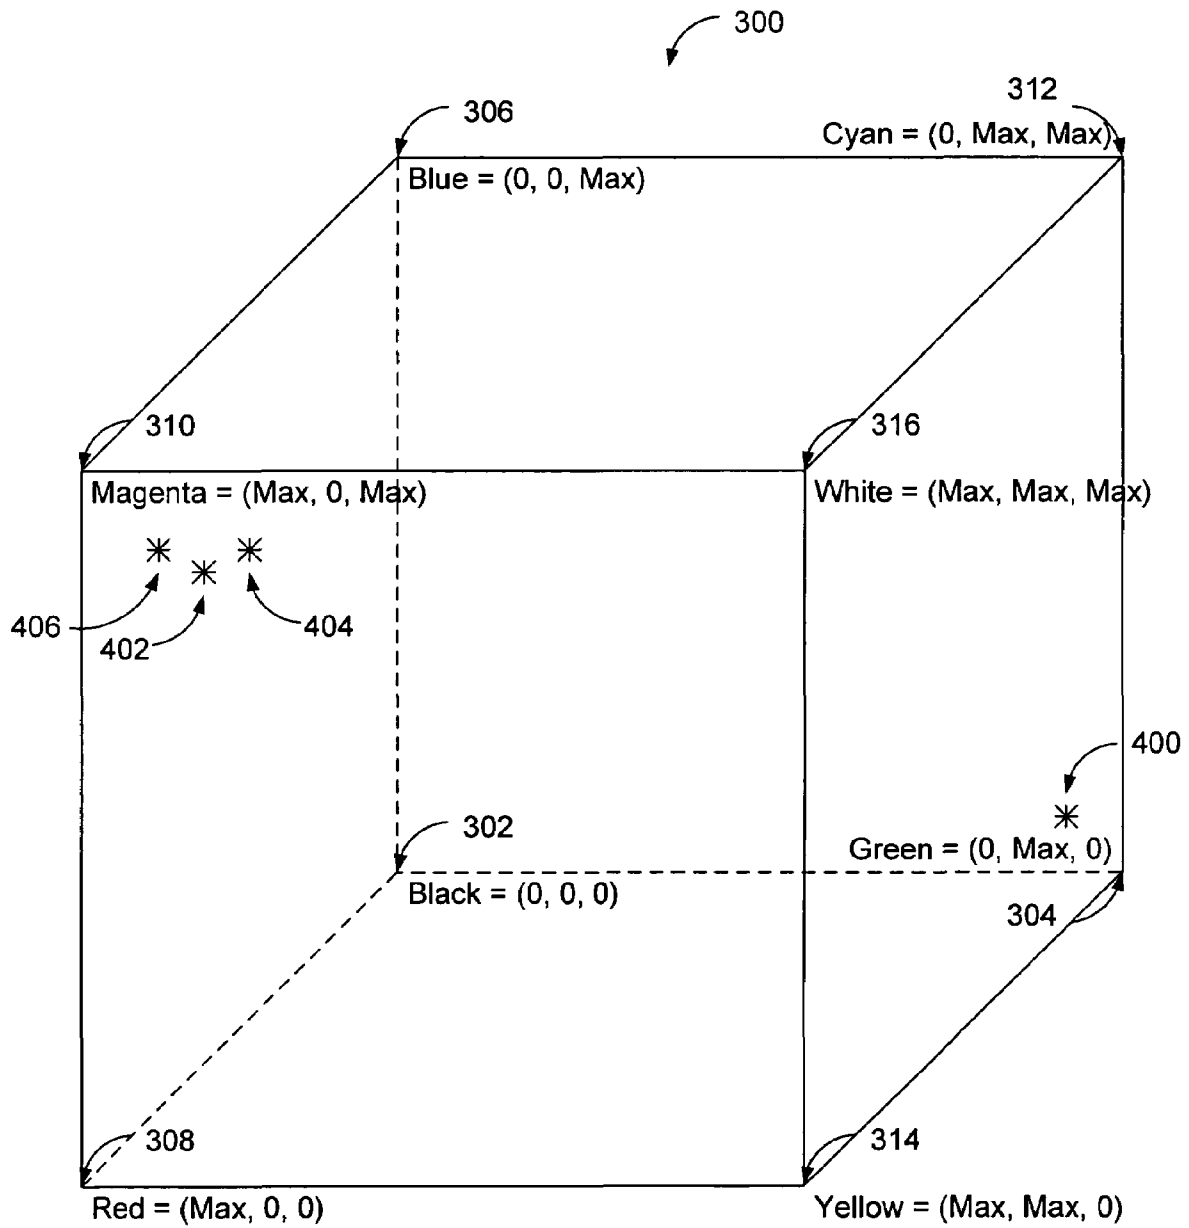 300
306
312
Cyan = (0, Max, Max)
Blue = (0, 0, Max)
310
316
Magenta = (Max, 0, Max)
White = (Max, Max, Max)
406
402
404
400
302
Green = (0, Max, 0)
Black = (0, 0, 0)
304
308
314
Red = (Max, 0, 0)
Yellow = (Max, Max, 0)